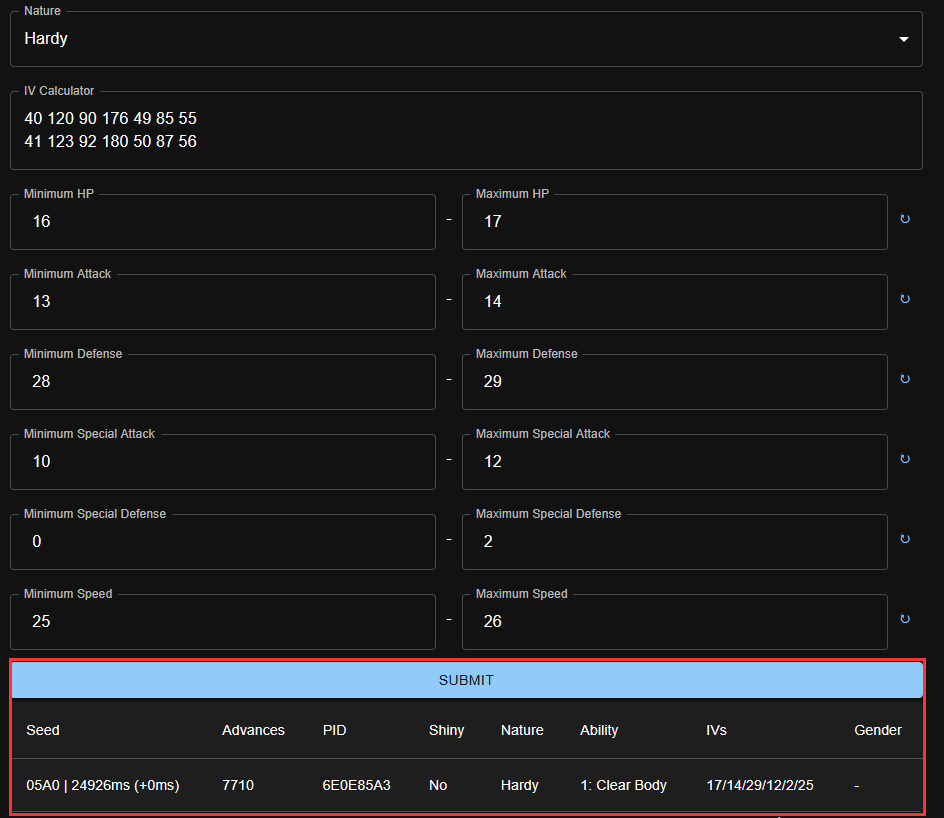 Nature
Hardy
IV Calculator
40 120 90 176 49 85 55
41 123 92 180 50 87 56
Minimum HP Maximum HP
16 - 17 ↻
Minimum Attack Maximum Attack
13 - 14 ↻
Minimum Defense Maximum Defense
28 - 29 ↻
Minimum Special Attack Maximum Special Attack
10 - 12 ↻
Minimum Special Defense Maximum Special Defense
0 - 2 ↻
Minimum Speed Maximum Speed
25 - 26 ↻
SUBMIT
Seed Advances PID Shiny Nature Ability IVs Gender
05A0 | 24926ms (+0ms) 7710 6E0E85A3 No Hardy 1: Clear Body 17/14/29/12/2/25 -